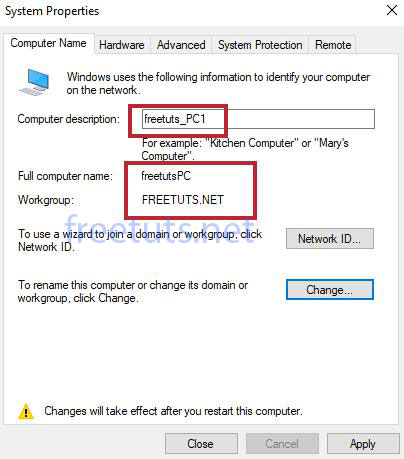 System Properties
Computer Name Hardware Advanced System Protection Remote
Windows uses the following information to identify your computer
on the network.
Computer description: freetuts_PC1
For example: "Kitchen Computer" or "Mary's
Computer".
Full computer name: freetutsPC
Workgroup: FREETUTS.NET
freetuts.net
To use a wizard to join a domain or workgroup, click
Network ID.
Network ID...
To rename this computer or change its domain or
workgroup, click Change.
Change...
Changes will take effect after you restart this computer.
Close Cancel Apply